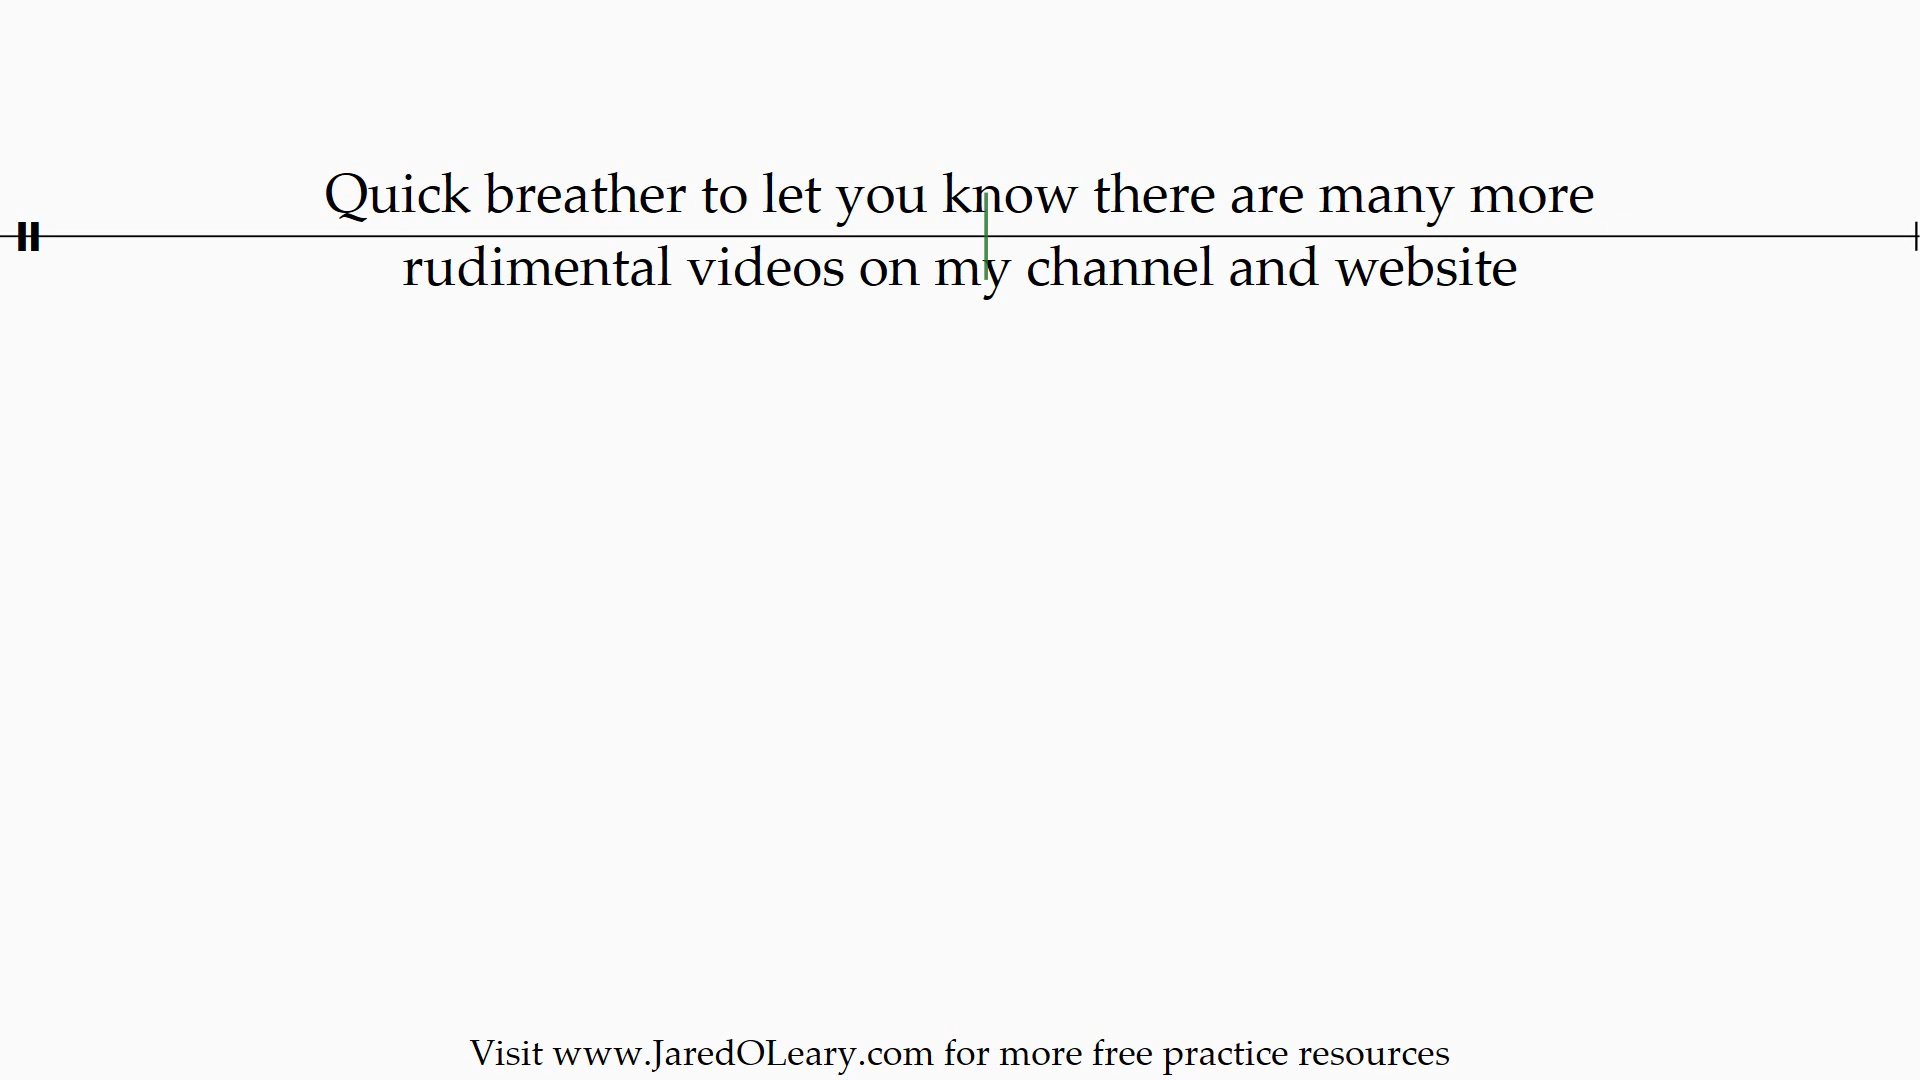 Quick breather to let you know there are many more
rudimental videos on my channel and website
Visit www.JaredOLeary.com for more free practice resources